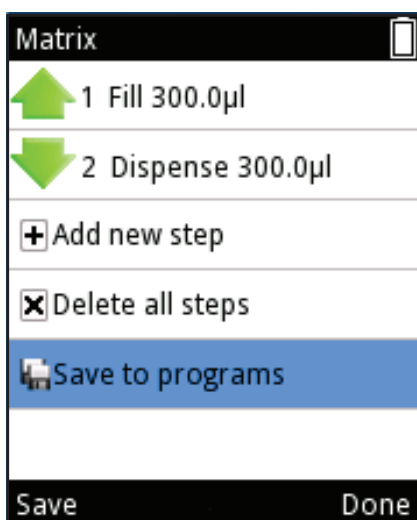 Matrix
1 Fill 300.0µl
2 Dispense 300.0µl
Add new step
Delete all steps
Save to programs
Save Done